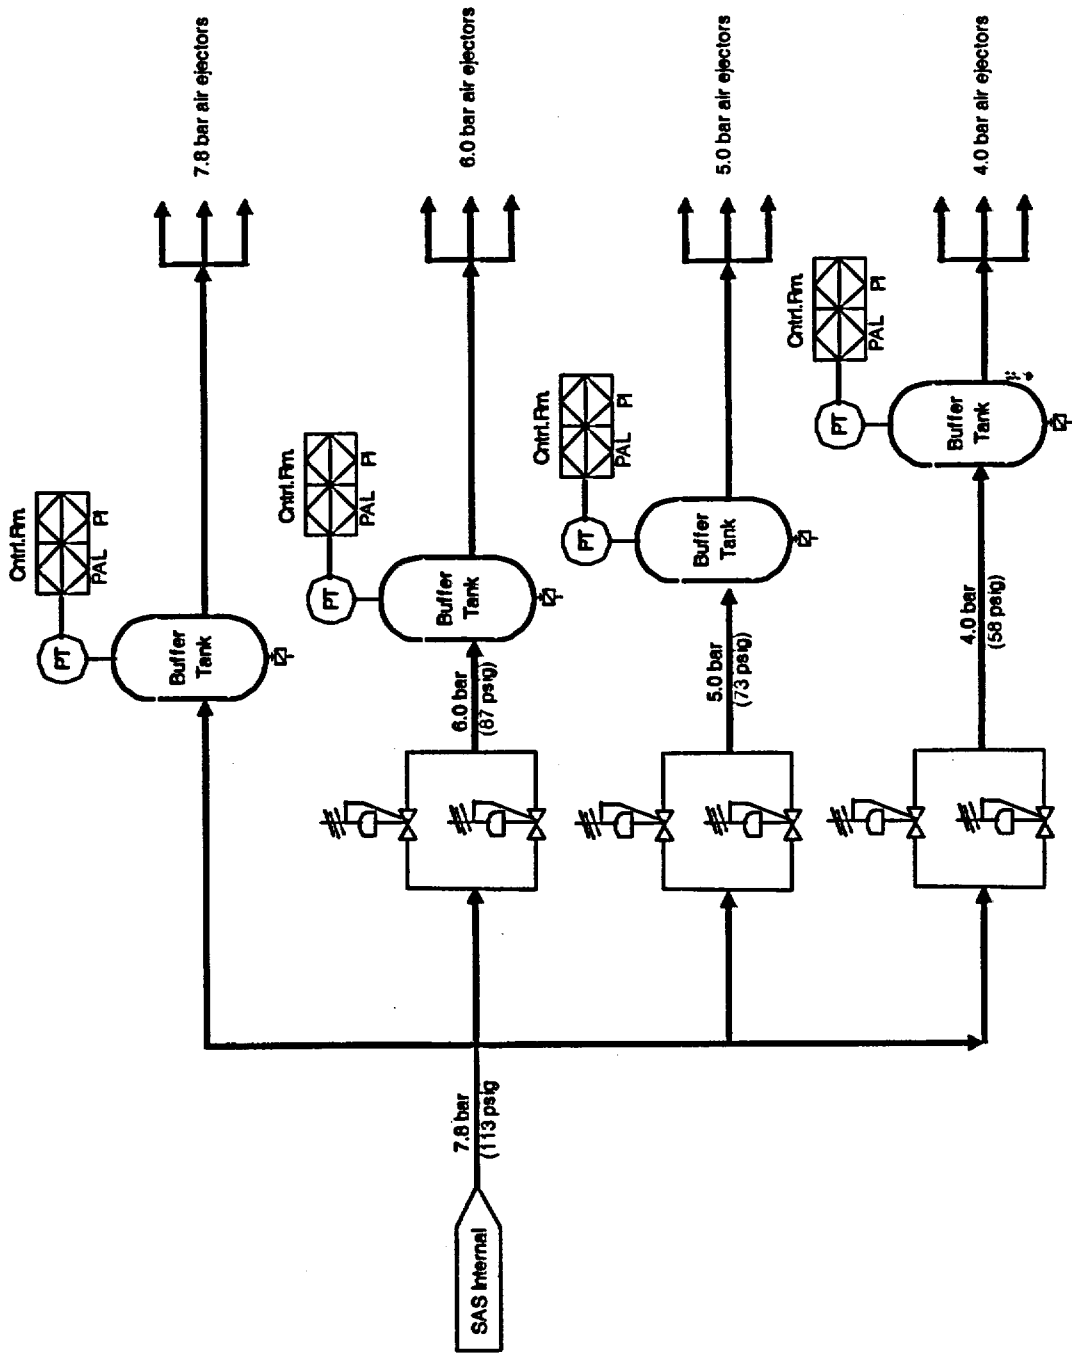 7.8 bar air ejectors
6.0 bar air ejectors
5.0 bar air ejectors
4.0 bar air ejectors
Cntrl.Rm.
PAL
PI
PT
Buffer
Tank
Cntrl.Rm.
PAL
PI
PT
Buffer
Tank
6.0 bar
(87 psig)
Cntrl.Rm.
PAL
PI
PT
Buffer
Tank
5.0 bar
(73 psig)
Cntrl.Rm.
PAL
PI
PT
Buffer
Tank
4.0 bar
(58 psig)
7.8 bar
(113 psig
SAS Internal